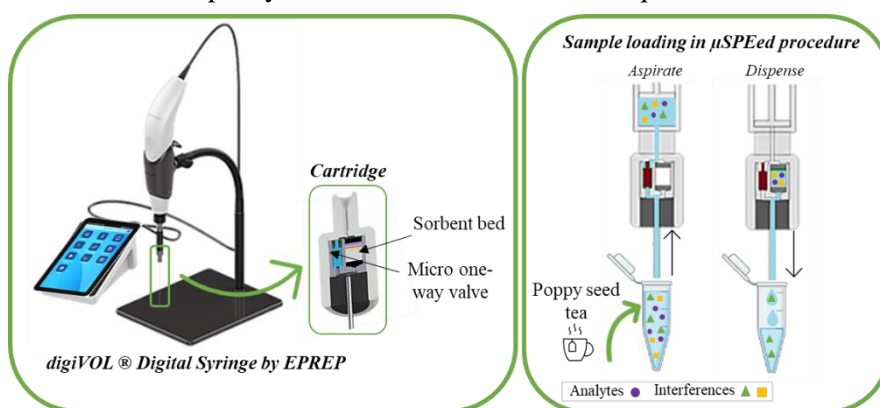 Cartridge
Sorbent bed
Micro one-
way valve
digiVOL ® Digital Syringe by EPREP
Sample loading in µSPEed procedure
Aspirate Dispense
Poppy seed
tea
Analytes Interferences